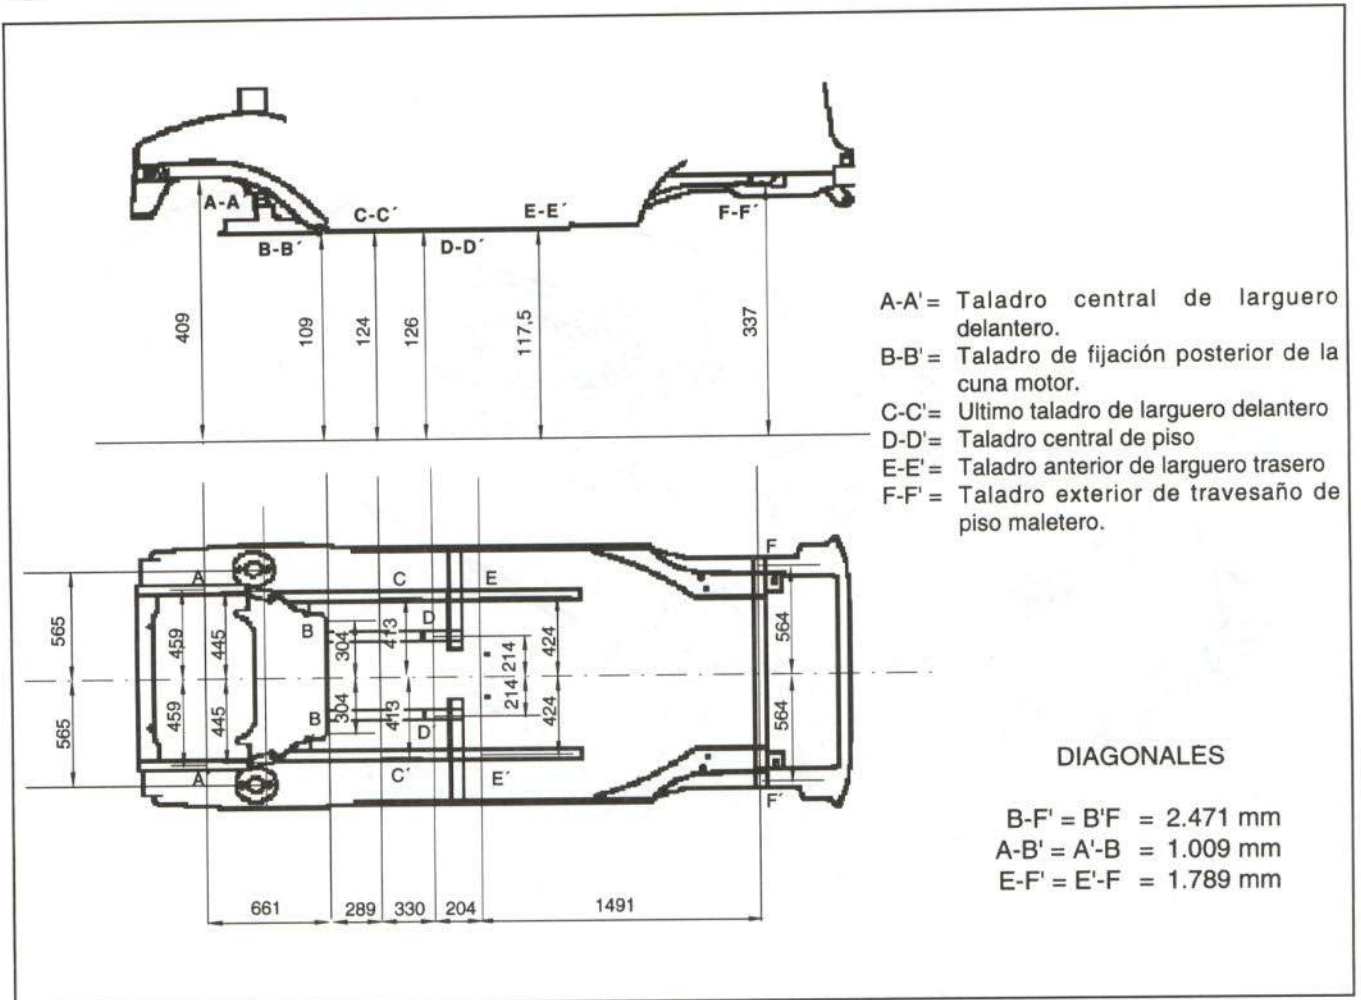 A-A´
C-C´
E-E´
F-F´
B-B´
D-D´
409
109
124
126
117,5
337
A-A'= Taladro central de larguero
delantero.
B-B'= Taladro de fijación posterior de la
cuna motor.
C-C'= Ultimo taladro de larguero delantero
D-D'= Taladro central de piso
E-E'= Taladro anterior de larguero trasero
F-F'= Taladro exterior de travesaño de
piso maletero.
A
C
E
F
B
D
565
459
445
304
413
214
424
564
565
459
445
304
413
214
424
564
B
D
A´
C´
E´
F´
DIAGONALES
B-F' = B'F = 2.471 mm
A-B' = A'-B = 1.009 mm
E-F' = E'-F = 1.789 mm
661
289
330
204
1491